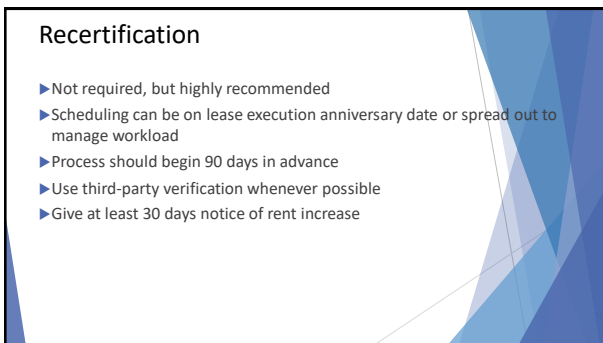 Recertification
▶Not required, but highly recommended
▶Scheduling can be on lease execution anniversary date or spread out to
manage workload
▶Process should begin 90 days in advance
▶Use third-party verification whenever possible
▶Give at least 30 days notice of rent increase